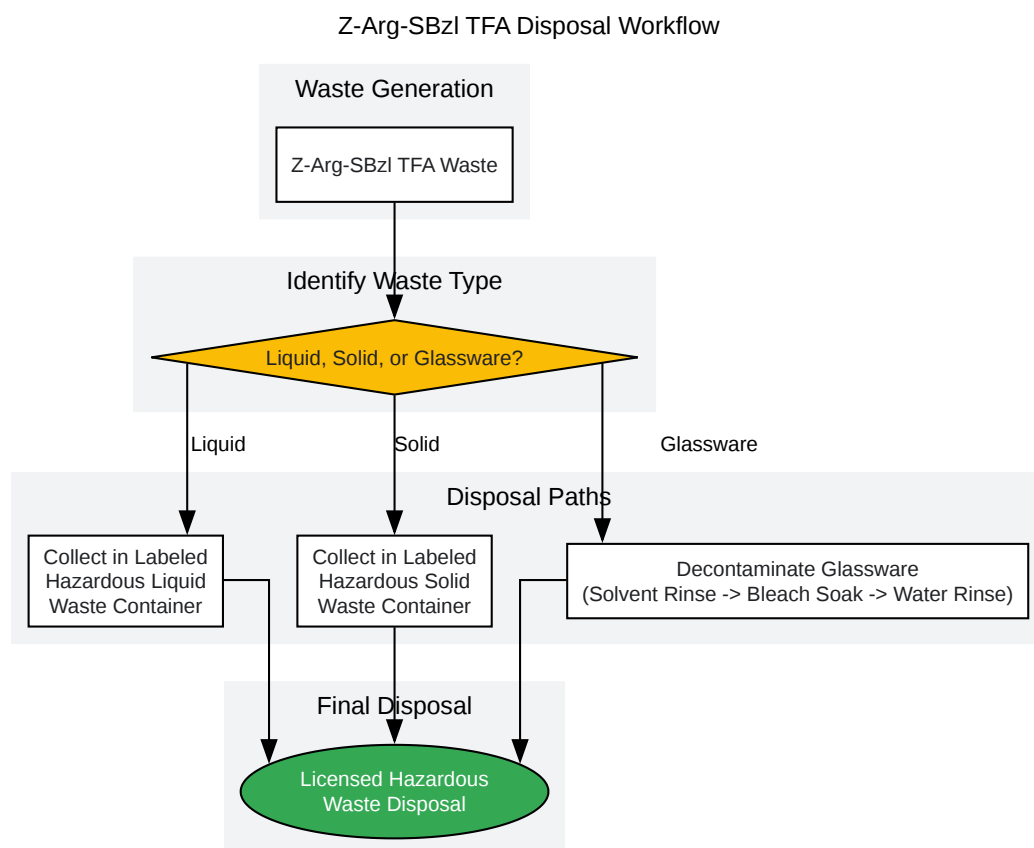 Z-Arg-SBzl TFA Disposal Workflow
Waste Generation
Z-Arg-SBzl TFA Waste
Identify Waste Type
Liquid, Solid, or Glassware?
Liquid
Solid
Glassware
Disposal Paths
Collect in Labeled
Hazardous Liquid
Waste Container
Collect in Labeled
Hazardous Solid
Waste Container
Decontaminate Glassware
(Solvent Rinse -> Bleach Soak -> Water Rinse)
Final Disposal
Licensed Hazardous
Waste Disposal